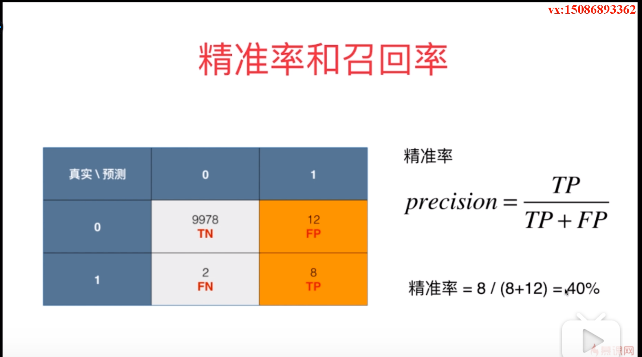 vx:15086893362
精准率和召回率
真实 \ 预测 0 1
0 9978 TN 12 FP
1 2 FN 8 TP
精准率
precision = TP / TP + FP
精准率 = 8 / (8+12) = 40%